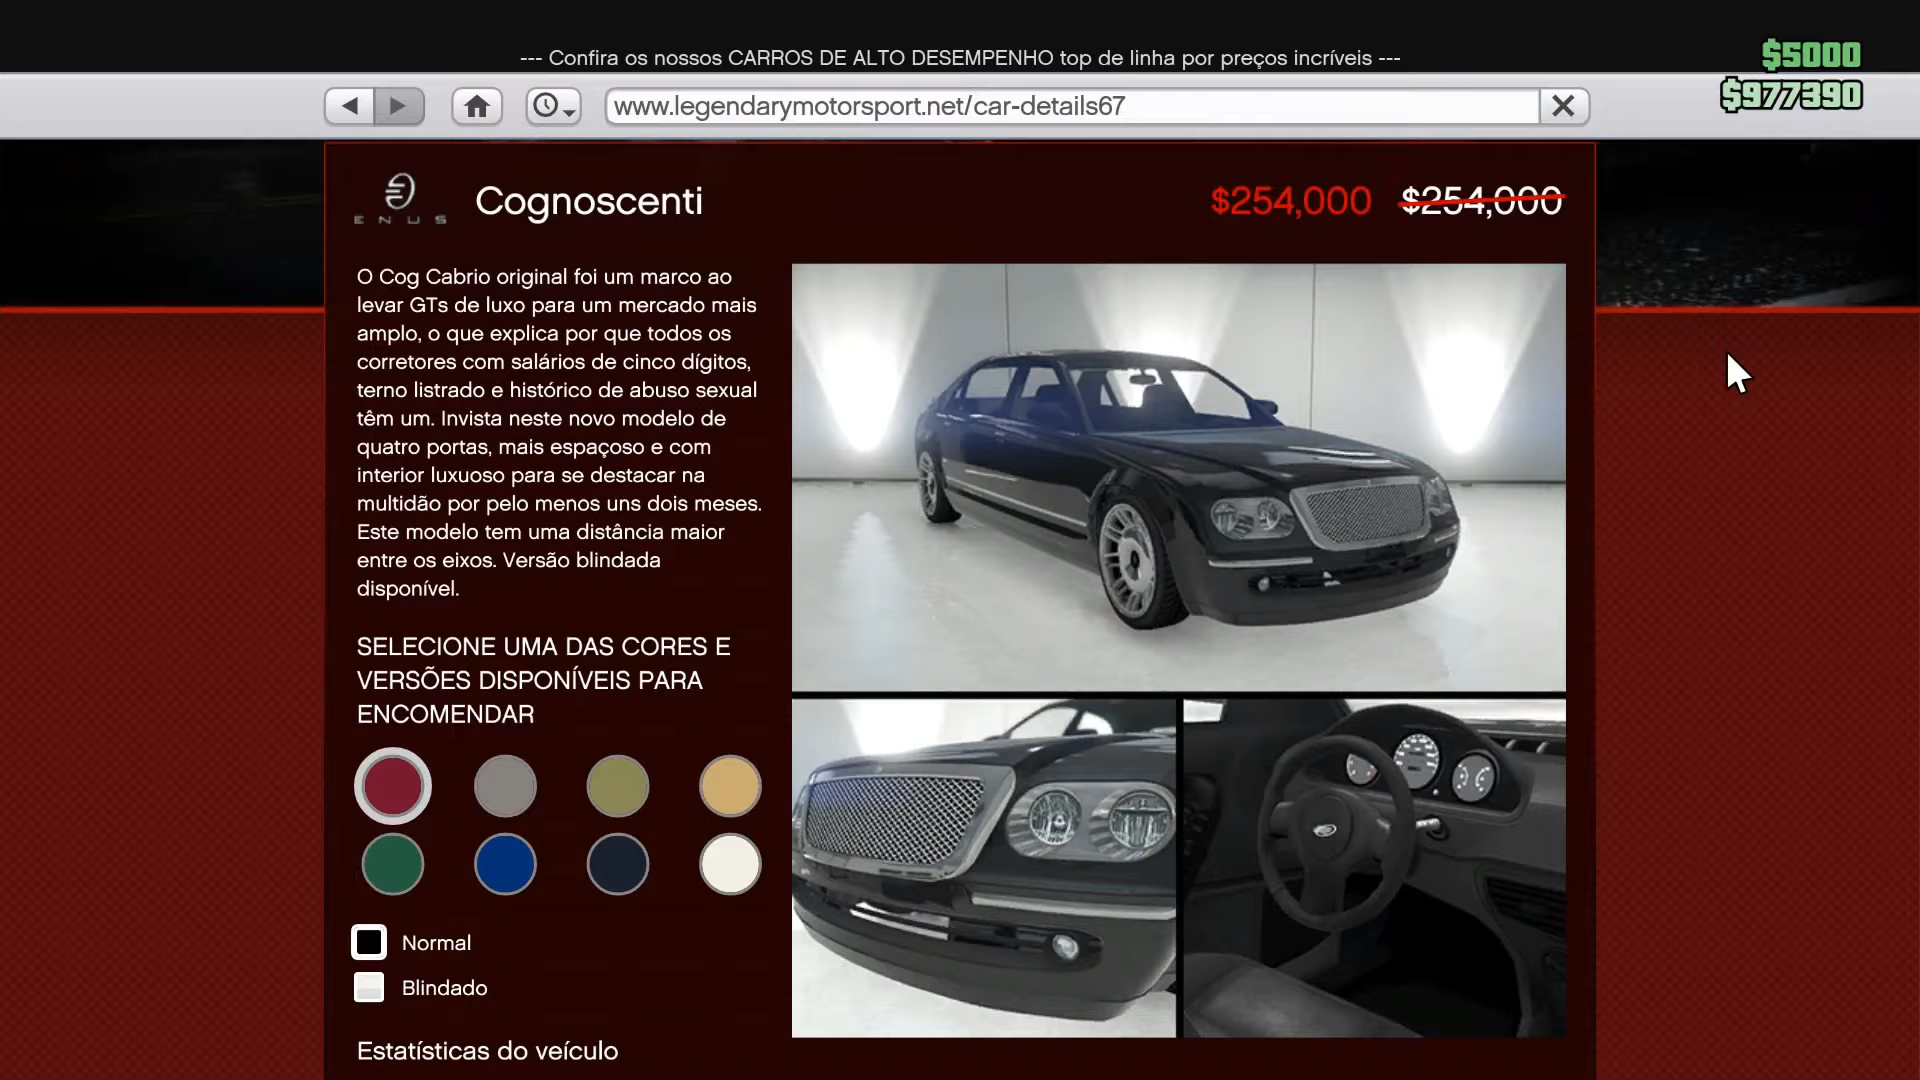 --- Confira os nossos CARROS DE ALTO DESEMPENHO top de linha por preços incríveis ---
$5000
$977390
www.legendarymotorsport.net/car-details67
ENUS
Cognoscenti
$254,000 $254,000
O Cog Cabrio original foi um marco ao
levar GTs de luxo para um mercado mais
amplo, o que explica por que todos os
corretores com salários de cinco dígitos,
terno listrado e histórico de abuso sexual
têm um. Invista neste novo modelo de
quatro portas, mais espaçoso e com
interior luxuoso para se destacar na
multidão por pelo menos uns dois meses.
Este modelo tem uma distância maior
entre os eixos. Versão blindada
disponível.
SELECIONE UMA DAS CORES E
VERSÕES DISPONÍVEIS PARA
ENCOMENDAR
Normal
Blindado
Estatísticas do veículo